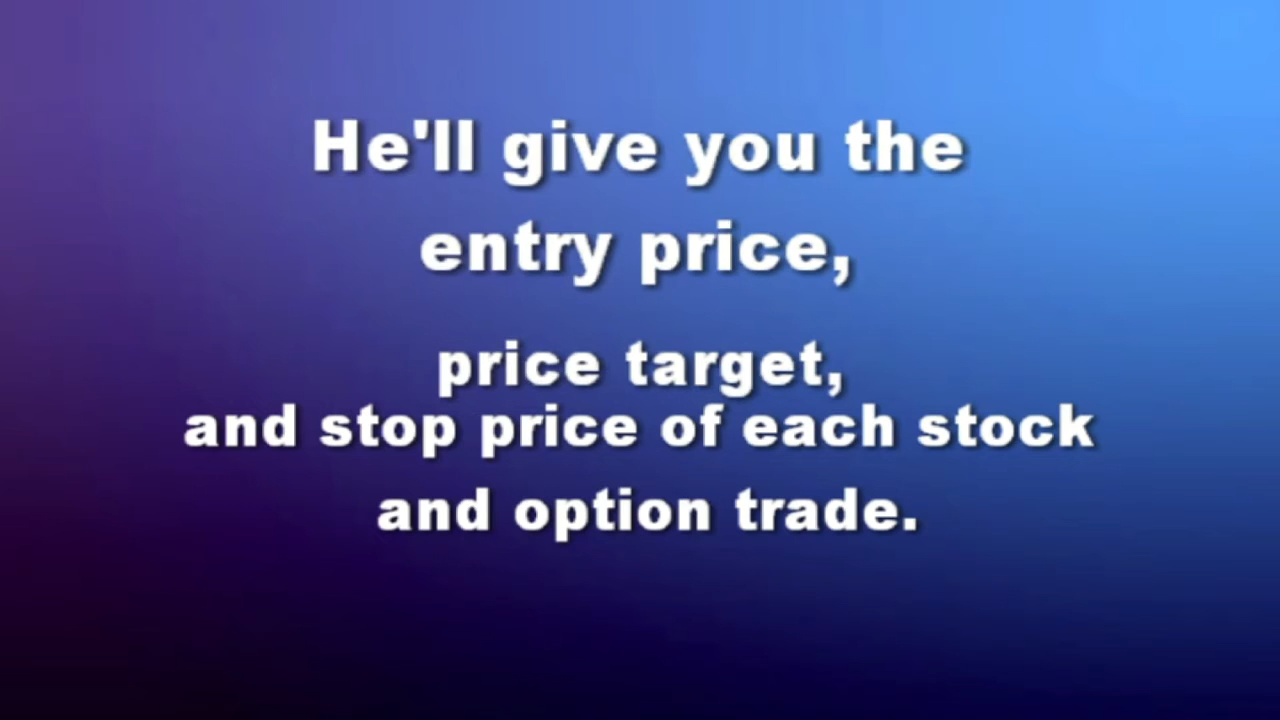 He'll give you the
entry price,
price target,
and stop price of each stock
and option trade.